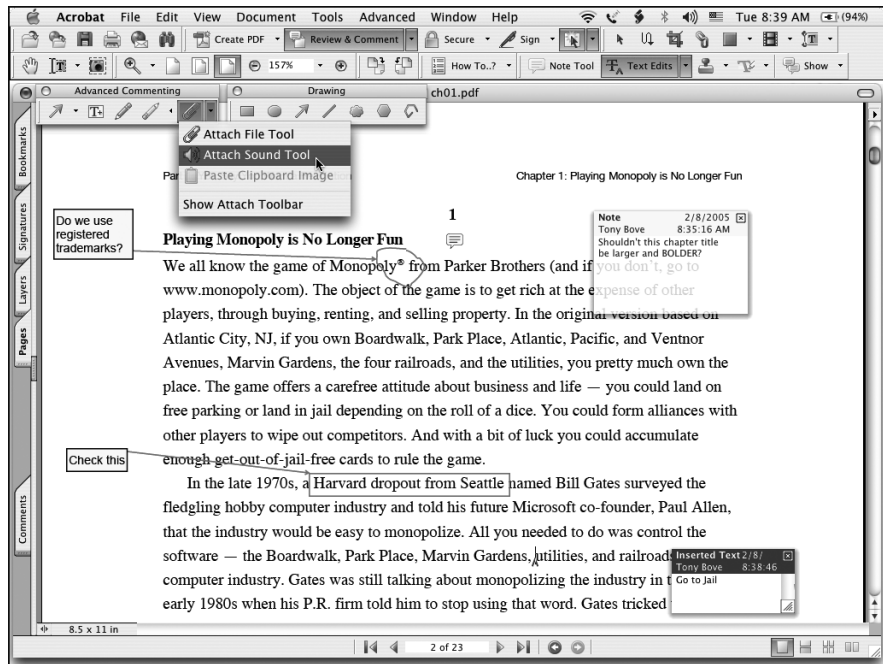 Acrobat File Edit View Document Tools Advanced Window Help Tue 8:39 AM (94%)
Create PDF Review & Comment Secure Sign
157% How To..? Note Tool Text Edits Show
Advanced Commenting Drawing ch01.pdf
Attach File Tool
Attach Sound Tool
Paste Clipboard Image
Show Attach Toolbar
Bookmarks
Signatures
Layers
Pages
Comments
Chapter 1: Playing Monopoly is No Longer Fun
1
Do we use
registered
trademarks?
Note 2/8/2005
Tony Bove 8:35:16 AM
Shouldn't this chapter title
be larger and BOLDER?
Playing Monopoly is No Longer Fun
We all know the game of Monopoly® from Parker Brothers (and if you don't, go to
www.monopoly.com). The object of the game is to get rich at the expense of other
players, through buying, renting, and selling property. In the original version based on
Atlantic City, NJ, if you own Boardwalk, Park Place, Atlantic, Pacific, and Ventnor
Avenues, Marvin Gardens, the four railroads, and the utilities, you pretty much own the
place. The game offers a carefree attitude about business and life — you could land on
free parking or land in jail depending on the roll of a dice. You could form alliances with
other players to wipe out competitors. And with a bit of luck you could accumulate
enough get-out-of-jail-free cards to rule the game.
Check this
In the late 1970s, a Harvard dropout from Seattle named Bill Gates surveyed the
fledgling hobby computer industry and told his future Microsoft co-founder, Paul Allen,
that the industry would be easy to monopolize. All you needed to do was control the
software — the Boardwalk, Park Place, Marvin Gardens, utilities, and railroads
computer industry. Gates was still talking about monopolizing the industry in
early 1980s when his P.R. firm told him to stop using that word. Gates tricked
Inserted Text 2/8/
Tony Bove 8:38:46
Go to Jail
8.5 x 11 in
2 of 23